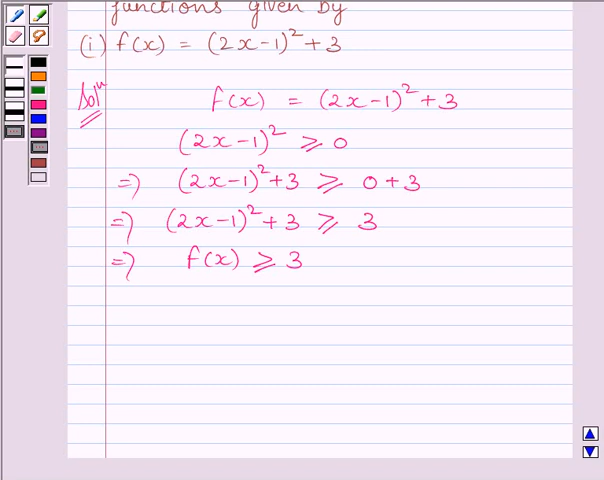 functions given by
(i) f(x) = (2x-1)² + 3
Solⁿ f(x) = (2x-1)² + 3
(2x-1)² ⩾ 0
⇒ (2x-1)² + 3 ⩾ 0 + 3
⇒ (2x-1)² + 3 ⩾ 3
⇒ f(x) ⩾ 3